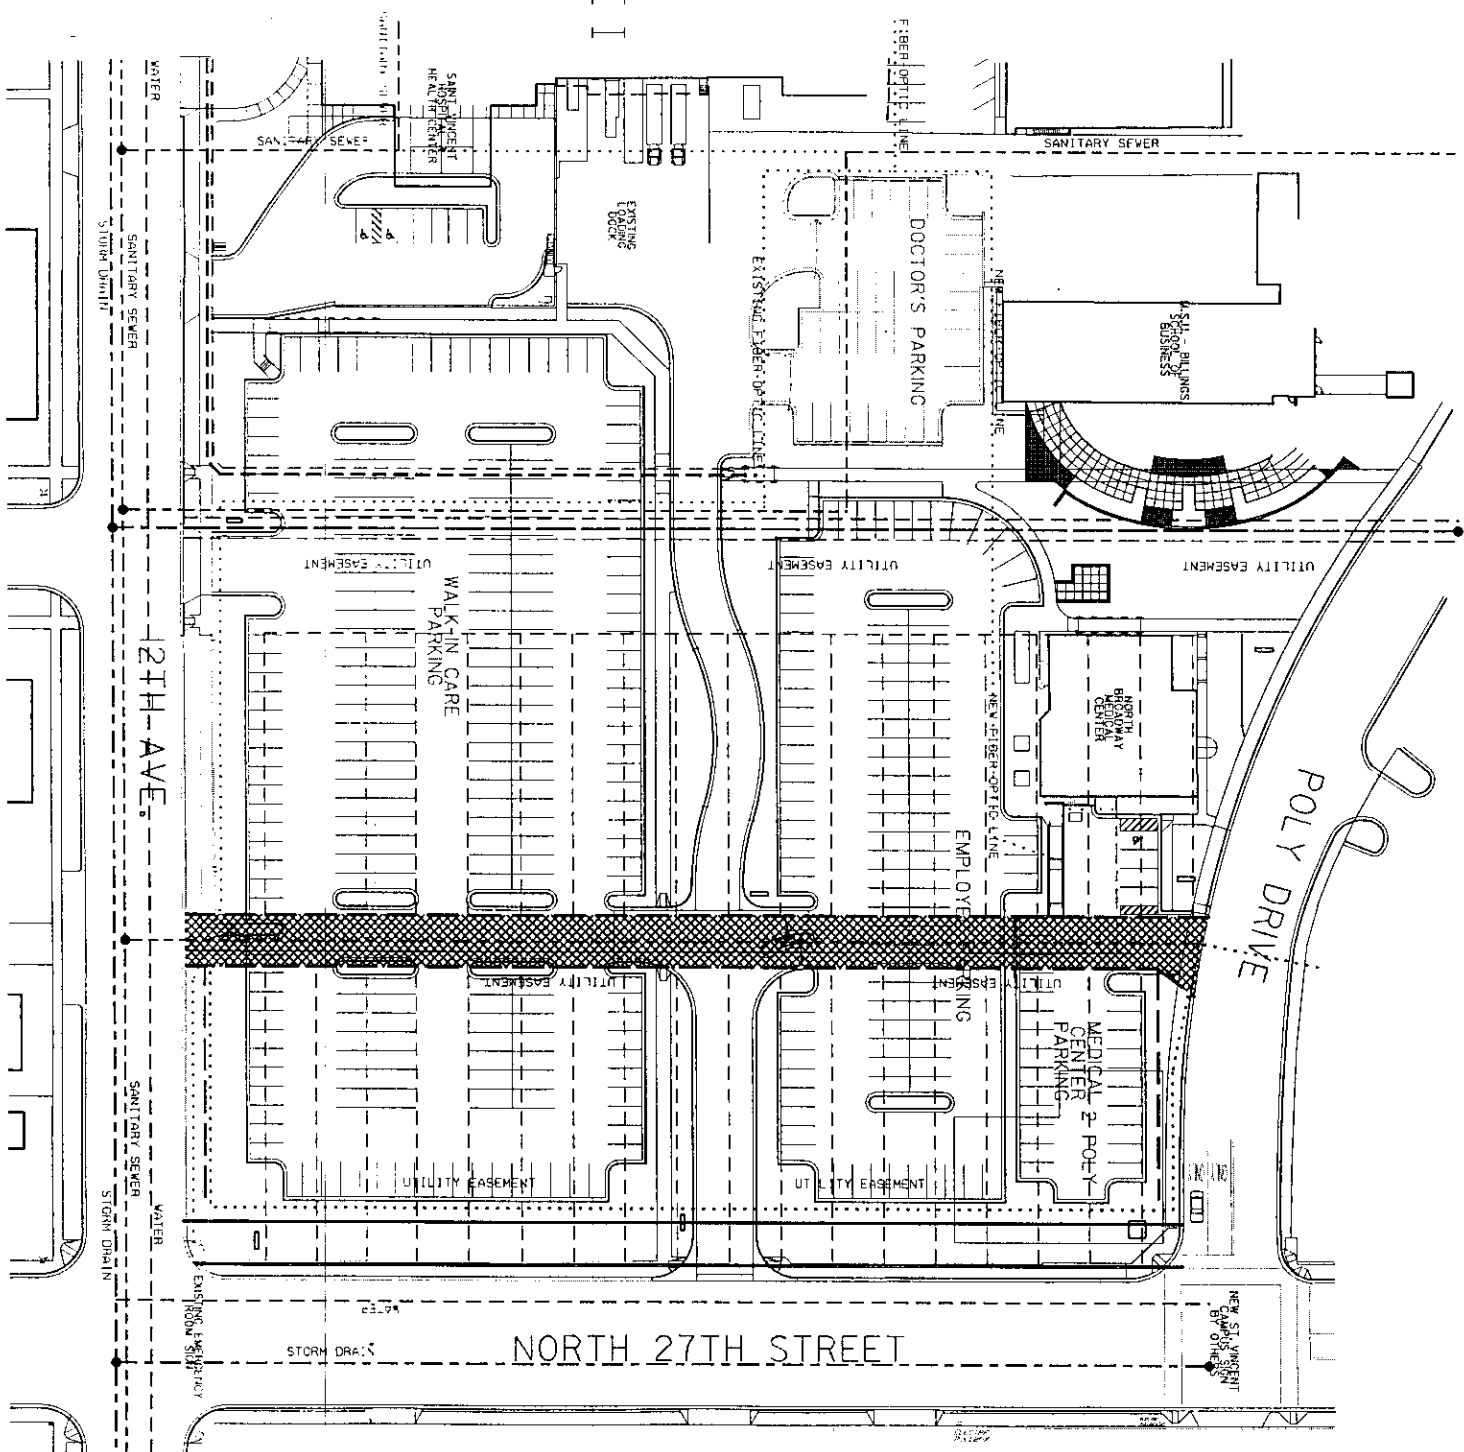 WATER
SANITARY SEWER
SAINT VINCENT
HOSPITAL
HEALTH CENTER
FIBER-OPTIC LINE
SANITARY SEWER
STORM DRAIN
SANITARY SEWER
EXISTING
LOADING
DOCK
EXISTING FIBER-OPTIC LINE
DOCTOR'S PARKING
M.S.U. - BILLINGS
SCHOOL OF
BUSINESS
UTILITY EASEMENT
UTILITY EASEMENT
UTILITY EASEMENT
WALK-IN CARE
PARKING
12TH AVE.
NEW FIBER-OPTIC LINE
NORTH
BROADWAY
MEDICAL
CENTER
POLY DRIVE
UTILITY EASEMENT
UTILITY EASEMENT
MEDICAL 2 POLY
CENTER
PARKING
SANITARY SEWER
UTILITY EASEMENT
UTILITY EASEMENT
STORM DRAIN
WATER
EXISTING EMERGENCY
ROOM SIGN
WATER
STORM DRAIN
NORTH 27TH STREET
NEW ST. VINCENT
CAMPUS SIGN
BY OTHERS